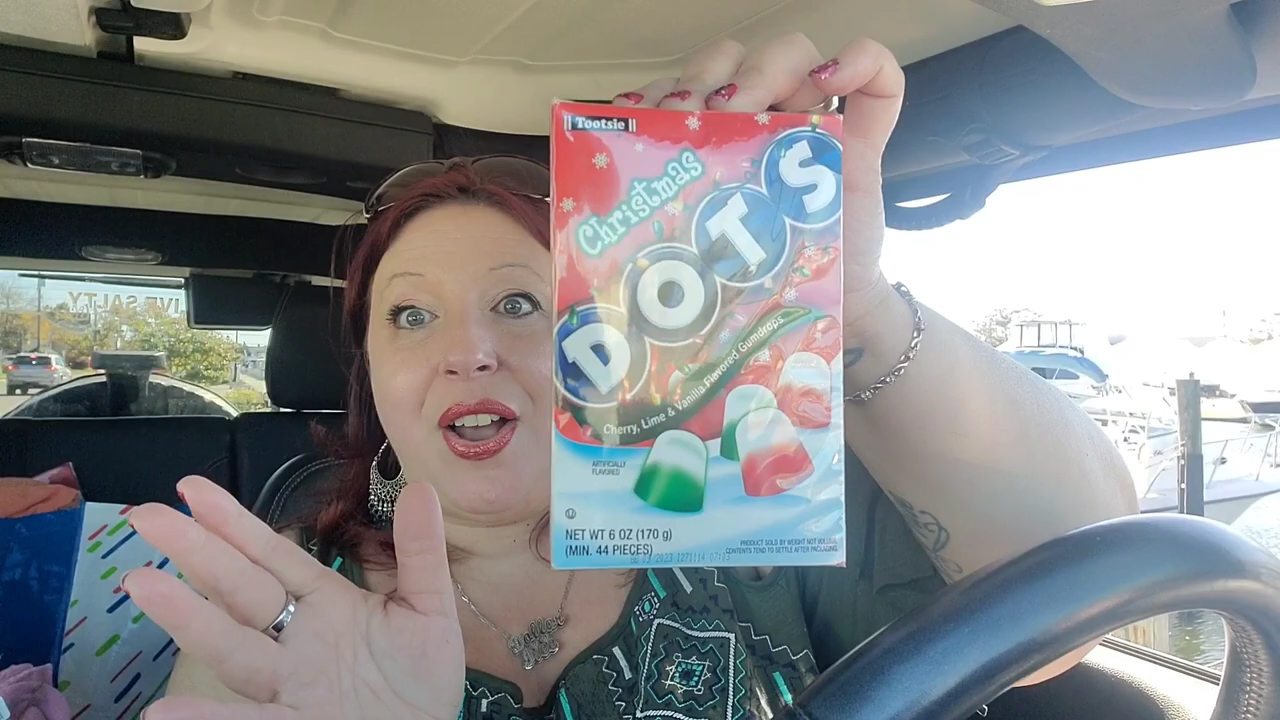 Tootsie
Christmas
DOTS
Cherry, Lime & Vanilla Flavored Gumdrops
ARTIFICIALLY
FLAVORED
NET WT 6 OZ (170 g)
(MIN. 44 PIECES)
PRODUCT SOLD BY WEIGHT NOT VOLUME
CONTENTS TEND TO SETTLE AFTER PACKAGING
SALTY